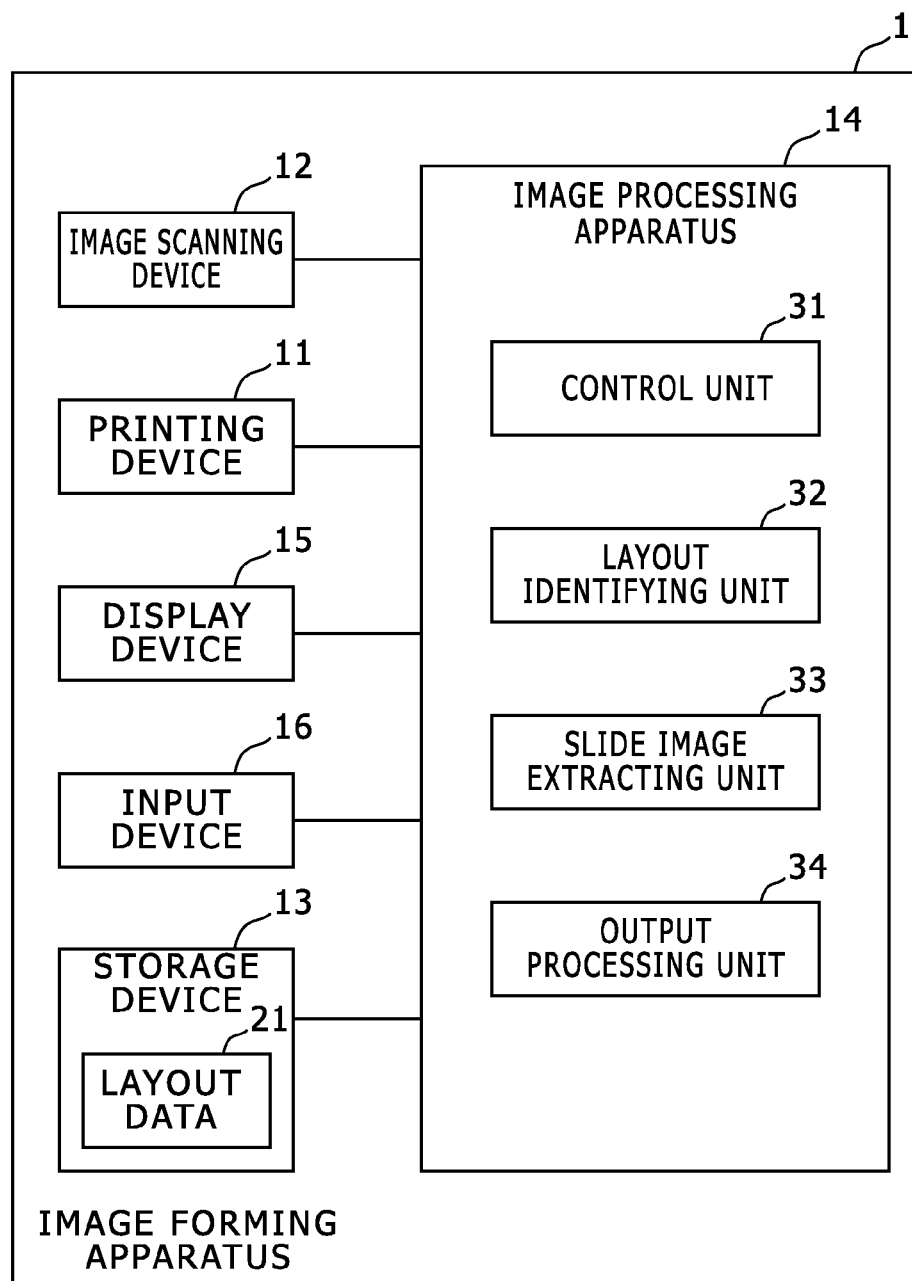 1
14
IMAGE PROCESSING
APPARATUS
12
IMAGE SCANNING
DEVICE
11
PRINTING
DEVICE
15
DISPLAY
DEVICE
16
INPUT
DEVICE
13
STORAGE
DEVICE
21
LAYOUT
DATA
31
CONTROL UNIT
32
LAYOUT
IDENTIFYING UNIT
33
SLIDE IMAGE
EXTRACTING UNIT
34
OUTPUT
PROCESSING UNIT
IMAGE FORMING
APPARATUS